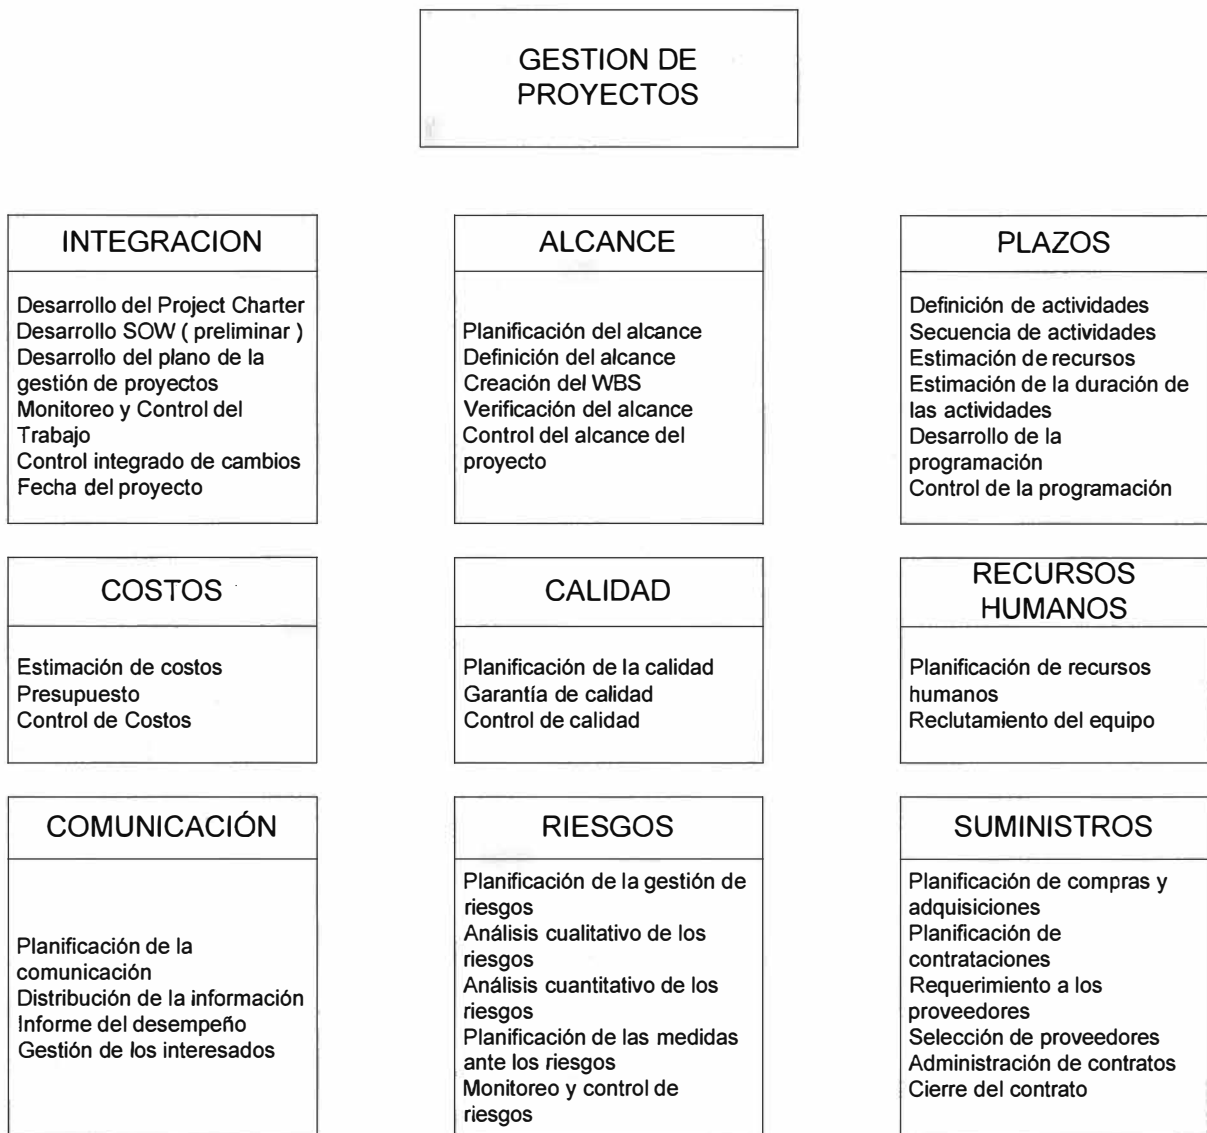 GESTION DE
PROYECTOS
INTEGRACION
Desarrollo del Project Charter
Desarrollo SOW ( preliminar )
Desarrollo del plano de la
gestión de proyectos
Monitoreo y Control del
Trabajo
Control integrado de cambios
Fecha del proyecto
ALCANCE
Planificación del alcance
Definición del alcance
Creación del WBS
Verificación del alcance
Control del alcance del
proyecto
PLAZOS
Definición de actividades
Secuencia de actividades
Estimación de recursos
Estimación de la duración de
las actividades
Desarrollo de la
programación
Control de la programación
COSTOS
Estimación de costos
Presupuesto
Control de Costos
CALIDAD
Planificación de la calidad
Garantía de calidad
Control de calidad
RECURSOS
HUMANOS
Planificación de recursos
humanos
Reclutamiento del equipo
COMUNICACIÓN
Planificación de la
comunicación
Distribución de la información
Informe del desempeño
Gestión de los interesados
RIESGOS
Planificación de la gestión de
riesgos
Análisis cualitativo de los
riesgos
Análisis cuantitativo de los
riesgos
Planificación de las medidas
ante los riesgos
Monitoreo y control de
riesgos
SUMINISTROS
Planificación de compras y
adquisiciones
Planificación de
contrataciones
Requerimiento a los
proveedores
Selección de proveedores
Administración de contratos
Cierre del contrato